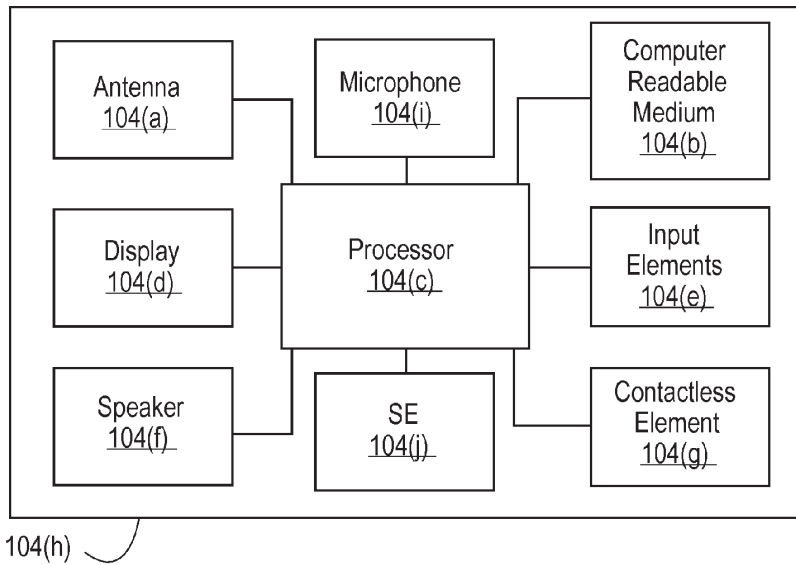 Antenna
104(a)
Microphone
104(i)
Computer
Readable
Medium
104(b)
Display
104(d)
Processor
104(c)
Input
Elements
104(e)
Speaker
104(f)
SE
104(j)
Contactless
Element
104(g)
104(h)